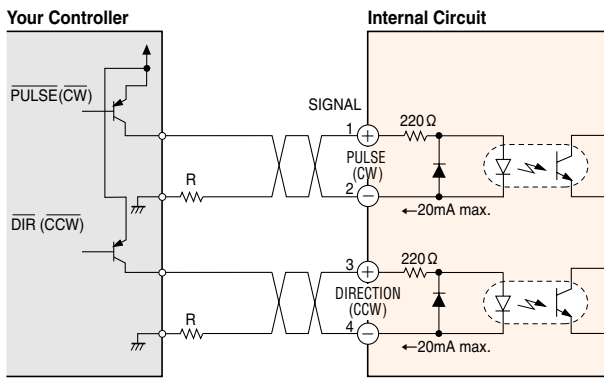 Your Controller
Internal Circuit
PULSE(CW)
SIGNAL
1
+
220Ω
PULSE
(CW)
R
2
−
←20mA max.
DIR (CCW)
3
+
220Ω
DIRECTION
(CCW)
R
4
−
←20mA max.